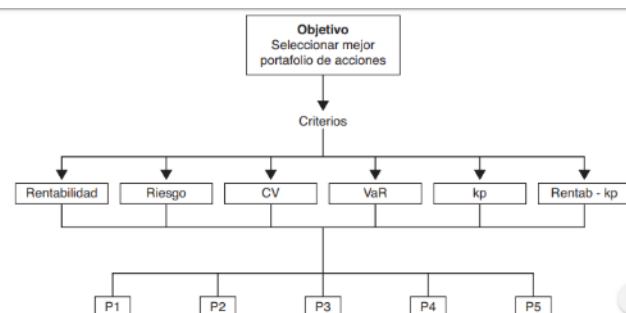 Objetivo
Seleccionar mejor
portafolio de acciones
Criterios
Rentabilidad
Riesgo
CV
VaR
kp
Rentab - kp
P1
P2
P3
P4
P5